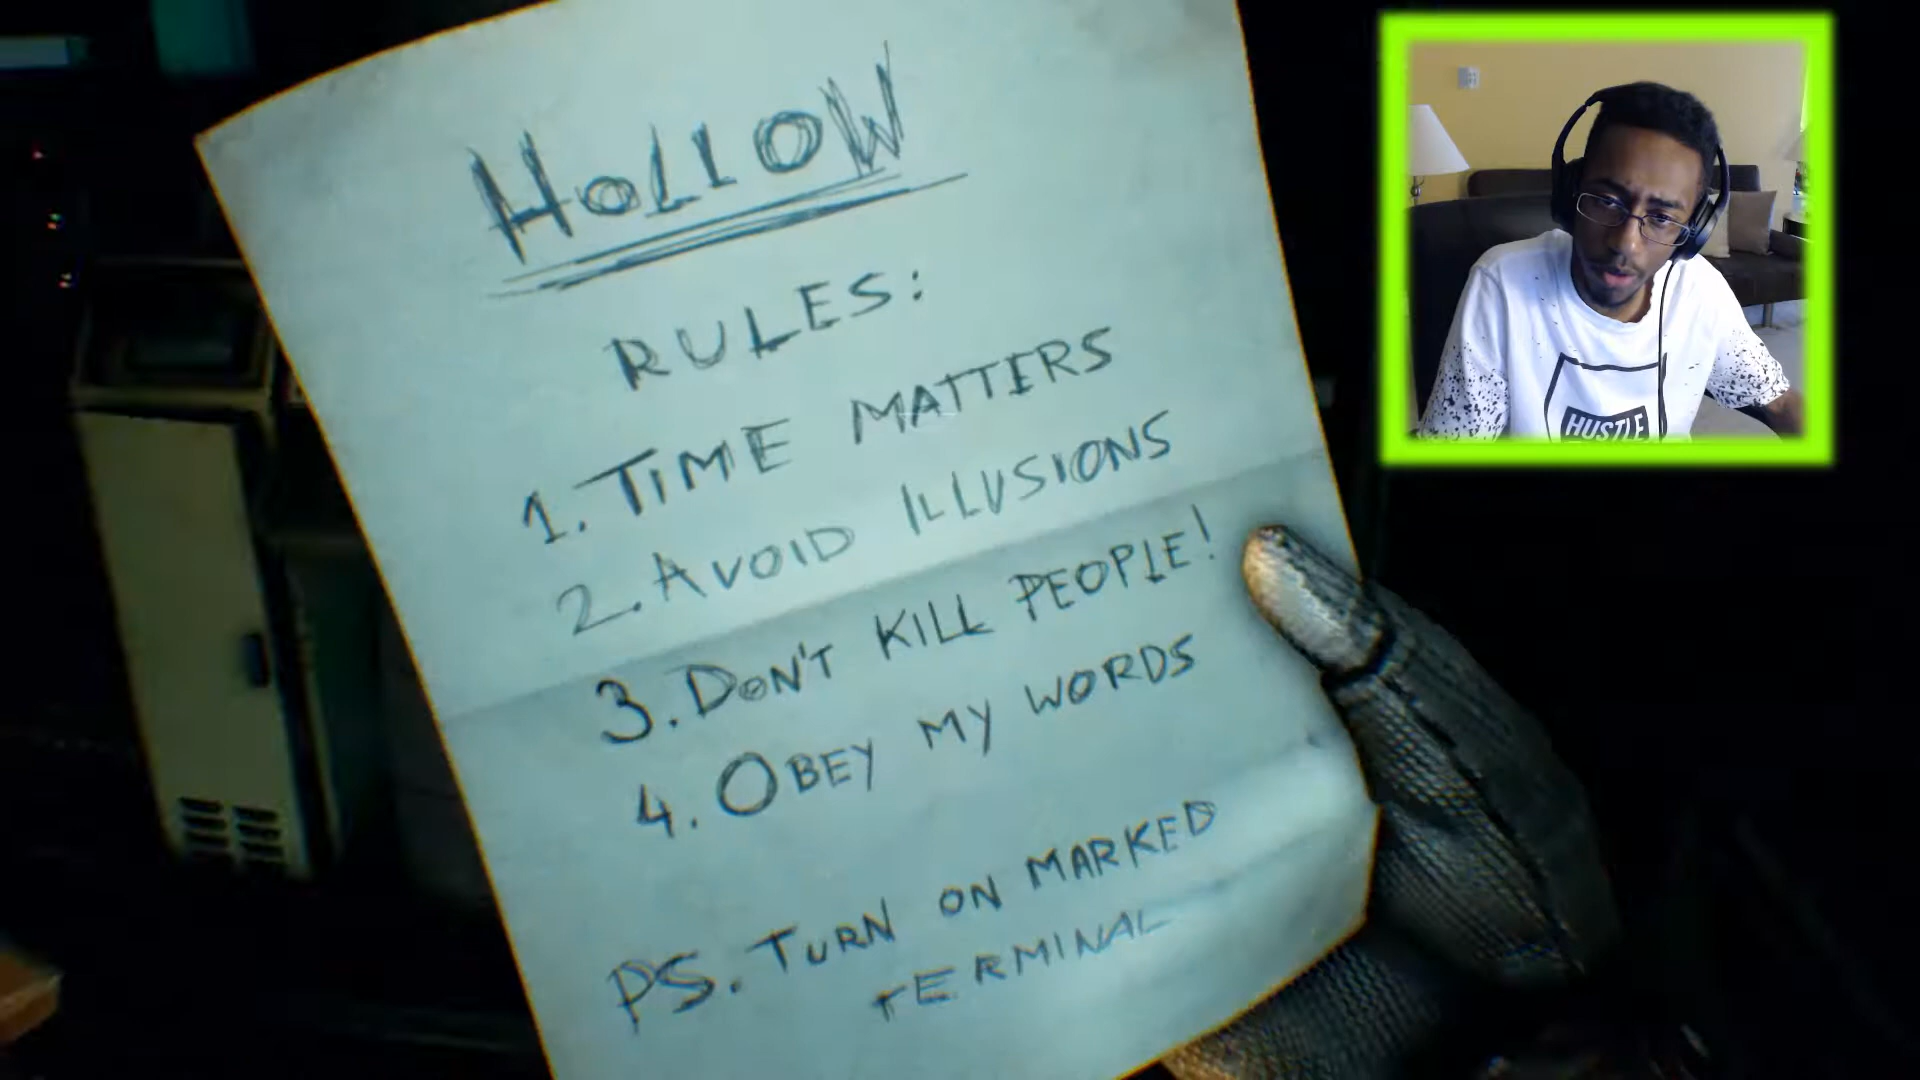 HOLLOW
RULES:
1. TIME MATTERS
2. AVOID ILLUSIONS
3. DON'T KILL PEOPLE!
4. OBEY MY WORDS
PS. TURN ON MARKED
TERMINAL
HUSTLE